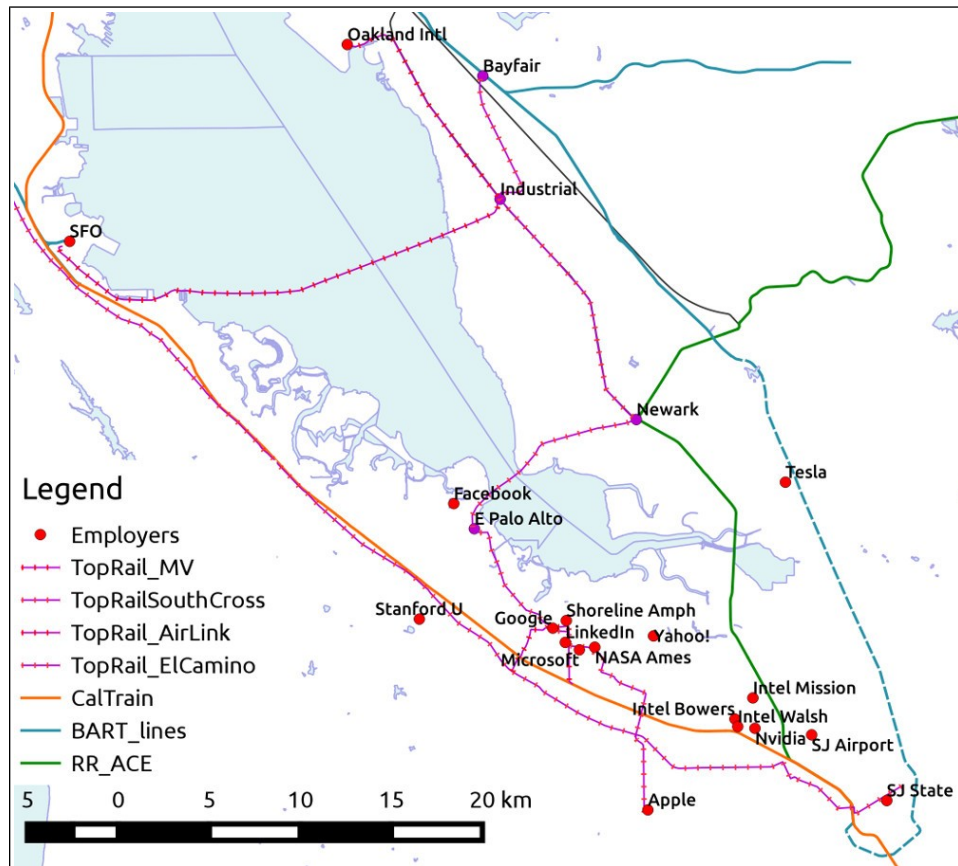 Oakland Intl
Bayfair
Industrial
SFO
Newark
Tesla
Facebook
E Palo Alto
Stanford U
Google
Shoreline Amph
LinkedIn
Yahoo!
Microsoft
NASA Ames
Intel Mission
Intel Bowers
Intel Walsh
Nvidia
SJ Airport
SJ State
Apple
Legend
Employers
TopRail_MV
TopRailSouthCross
TopRail_AirLink
TopRail_ElCamino
CalTrain
BART_lines
RR_ACE
5 0 5 10 15 20 km